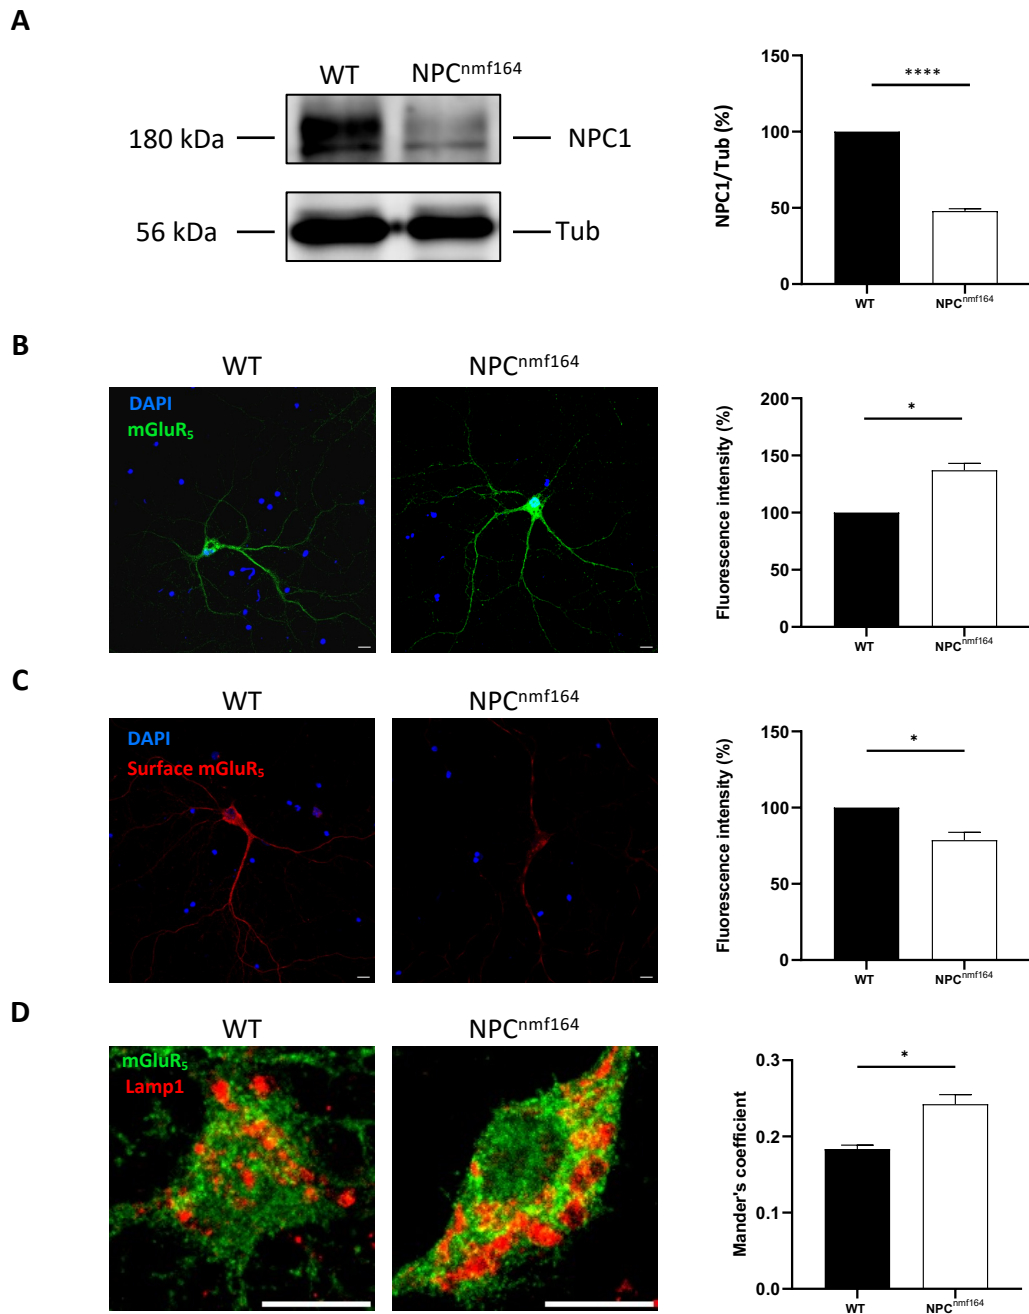 A
WT
NPCnmf164
180 kDa
NPC1
56 kDa
Tub
150
100
50
0
NPC1/Tub (%)
****
WT
NPCnmf164
B
WT
NPCnmf164
DAPI
mGluR5
200
150
100
50
0
Fluorescence intensity (%)
*
WT
NPCnmf164
C
WT
NPCnmf164
DAPI
Surface mGluR5
150
100
50
0
Fluorescence intensity (%)
*
WT
NPCnmf164
D
WT
NPCnmf164
mGluR5
Lamp1
0.3
0.2
0.1
0.0
Mander's coefficient
*
WT
NPCnmf164